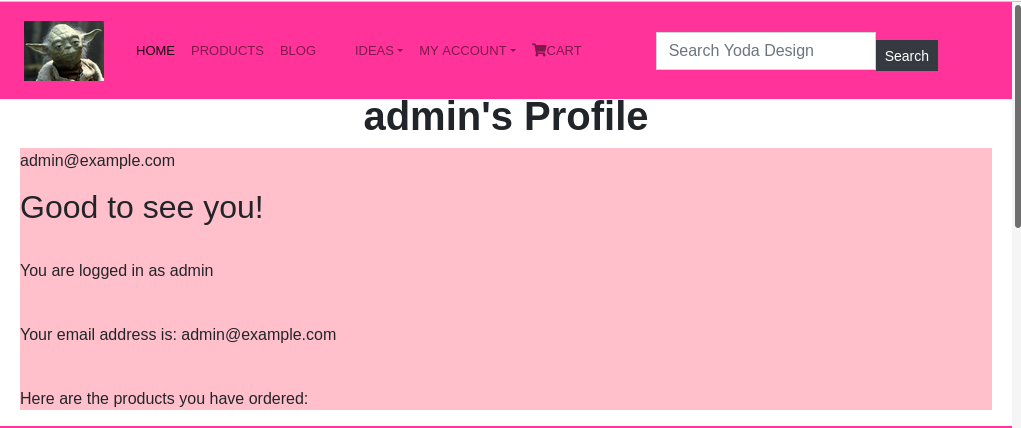 HOME PRODUCTS BLOG IDEAS MY ACCOUNT CART Search Yoda Design Search
admin's Profile
admin@example.com
Good to see you!
You are logged in as admin
Your email address is: admin@example.com
Here are the products you have ordered: